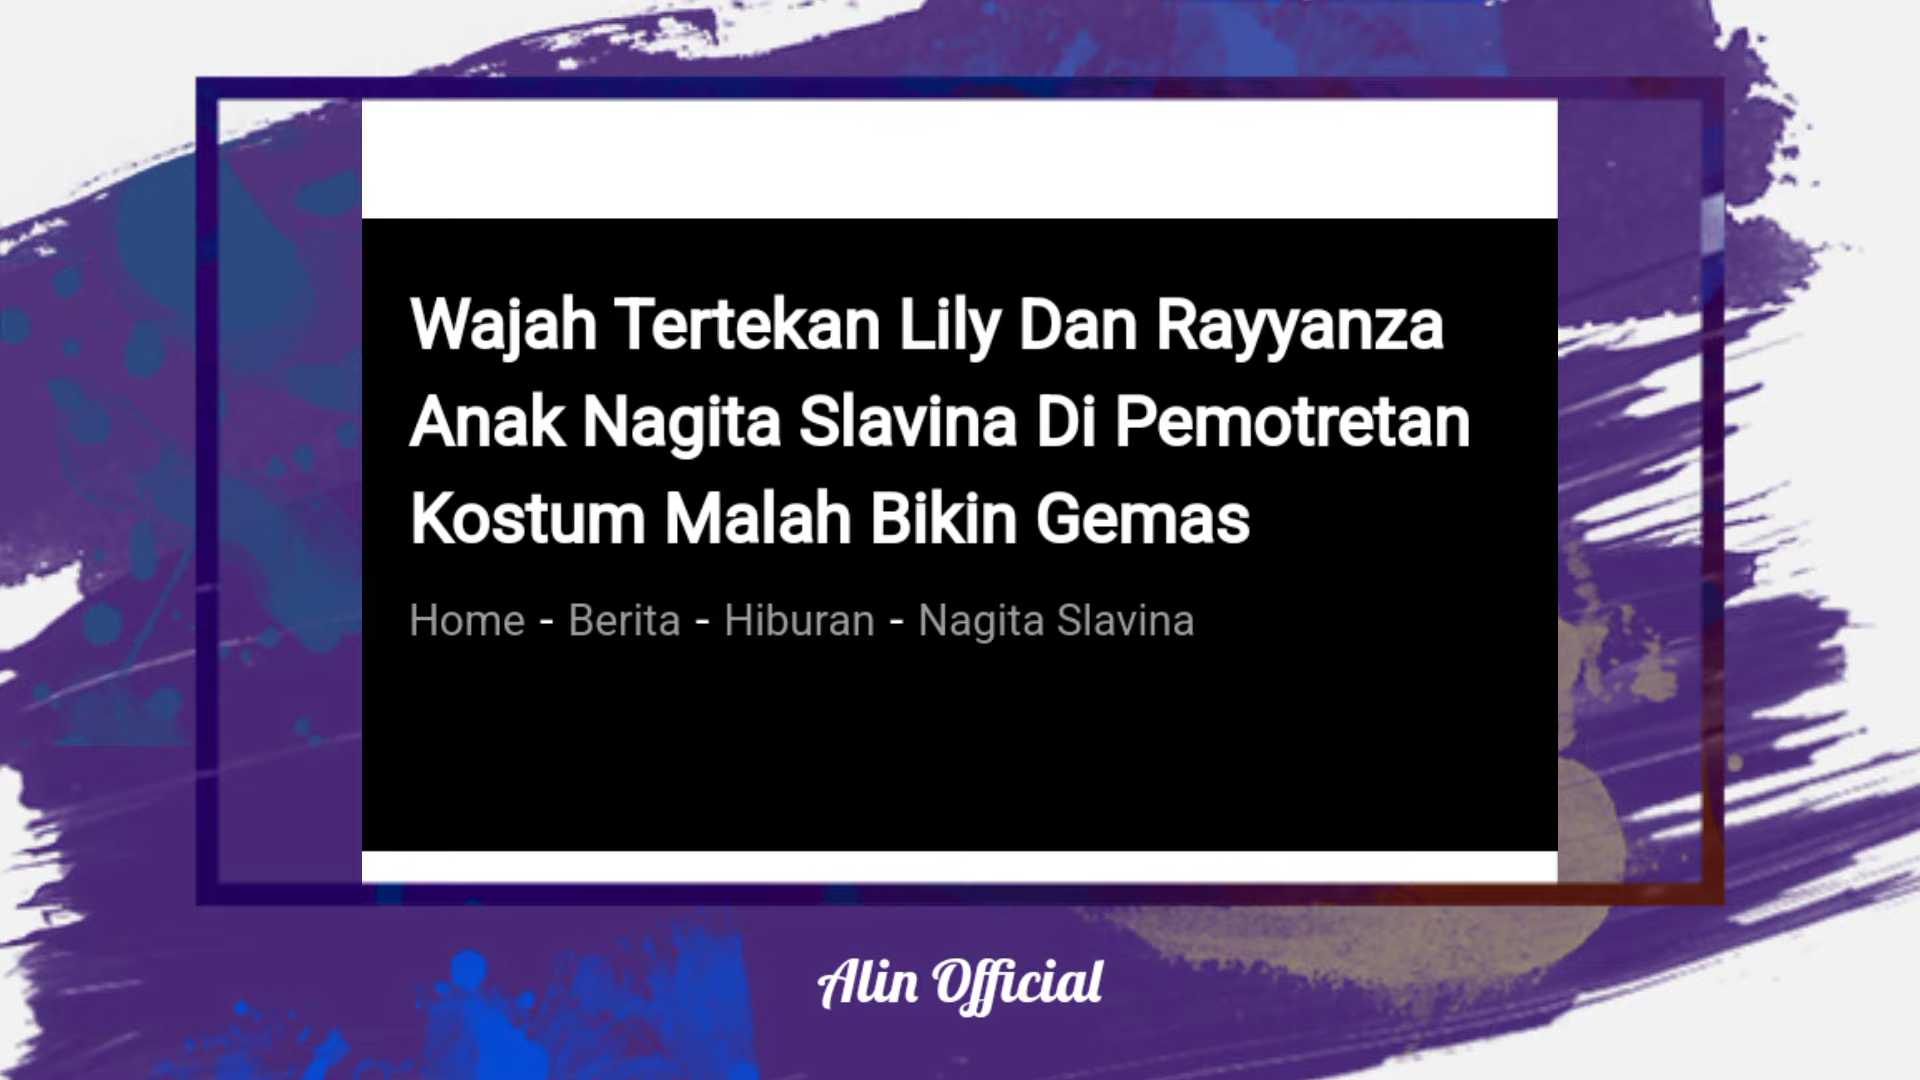 Wajah Tertekan Lily Dan Rayyanza
Anak Nagita Slavina Di Pemotretan
Kostum Malah Bikin Gemas
Home - Berita - Hiburan - Nagita Slavina
Alin Official